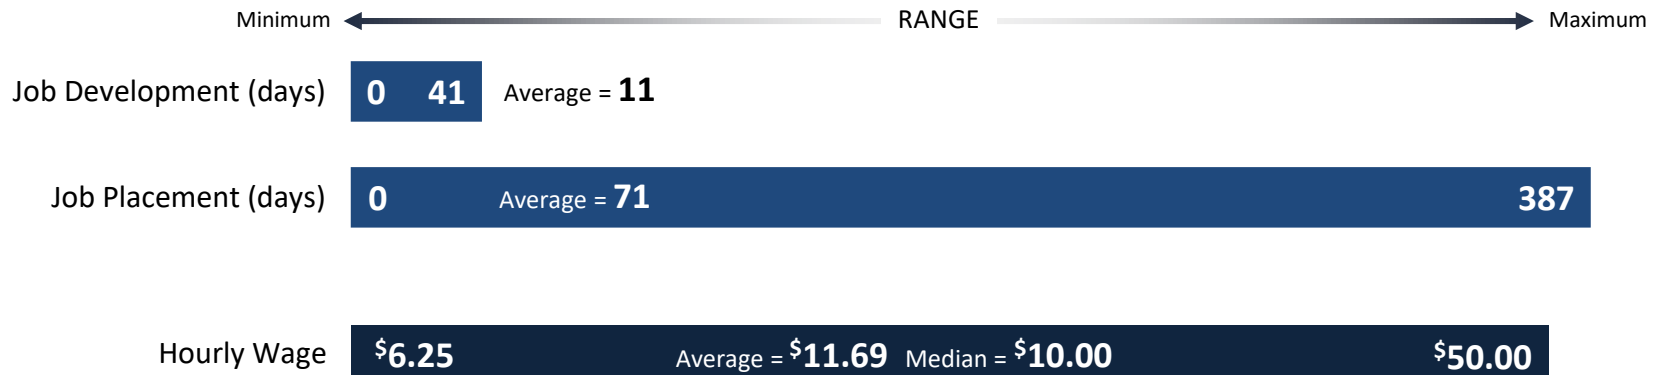 Minimum RANGE Maximum
Job Development (days) 0 41 Average = 11
Job Placement (days) 0 Average = 71 387
Hourly Wage $6.25 Average = $11.69 Median = $10.00 $50.00